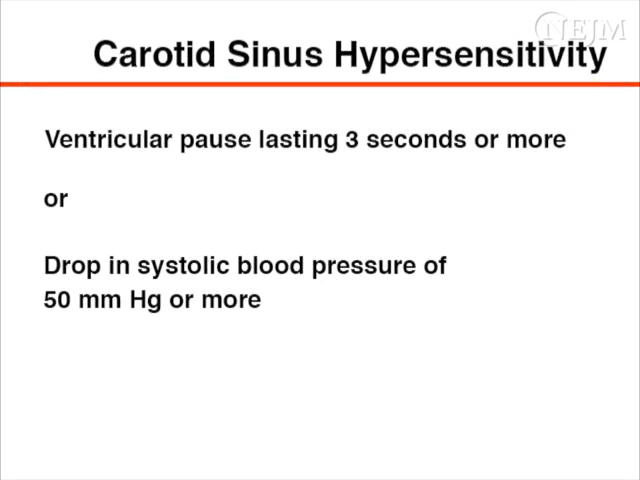 NEJM
Carotid Sinus Hypersensitivity
Ventricular pause lasting 3 seconds or more
or
Drop in systolic blood pressure of
50 mm Hg or more